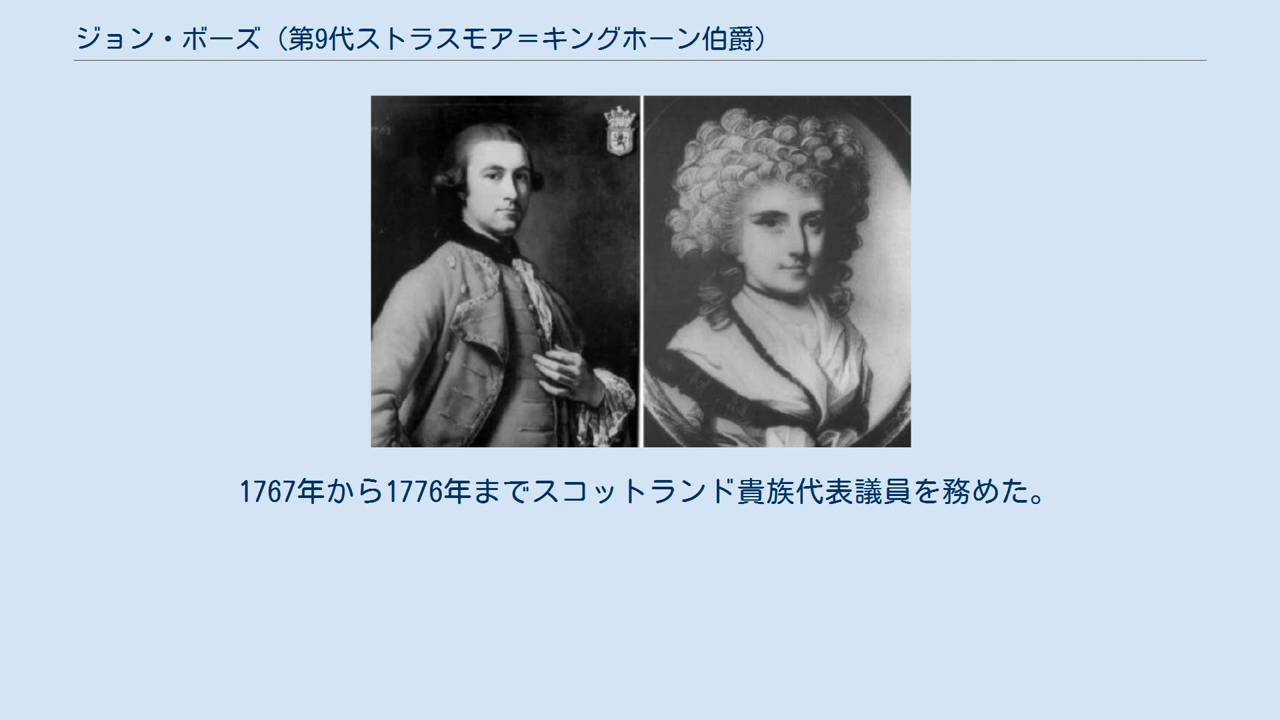 ジョン・ボーズ（第9代ストラスモア＝キングホーン伯爵）
1767年から1776年までスコットランド貴族代表議員を務めた。